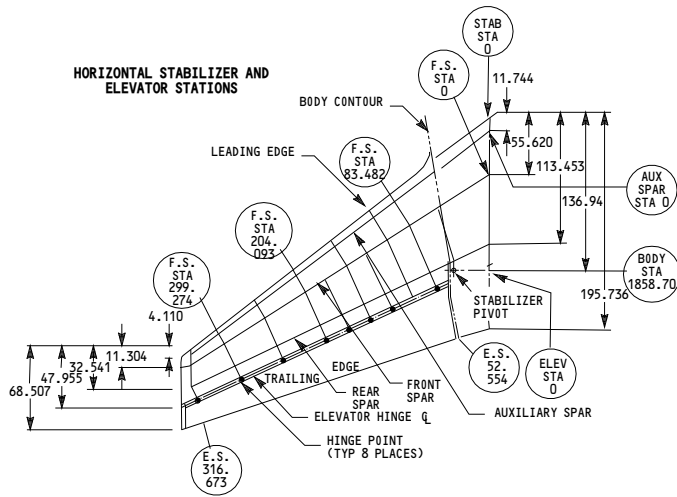 HORIZONTAL STABILIZER AND
ELEVATOR STATIONS
STAB
STA
0
F.S.
STA
0
11.744
BODY CONTOUR
55.620
LEADING EDGE
F.S.
STA
83.482
113.453
136.94
AUX
SPAR
STA 0
F.S.
STA
204.
093
F.S.
STA
299.
274
BODY
STA
1858.70
195.736
STABILIZER
PIVOT
4.110
11.304
32.541
47.955
68.507
E.S.
52.
554
ELEV
STA
0
TRAILING EDGE
REAR
SPAR
FRONT
SPAR
AUXILIARY SPAR
ELEVATOR HINGE ℄
HINGE POINT
(TYP 8 PLACES)
E.S.
316.
673